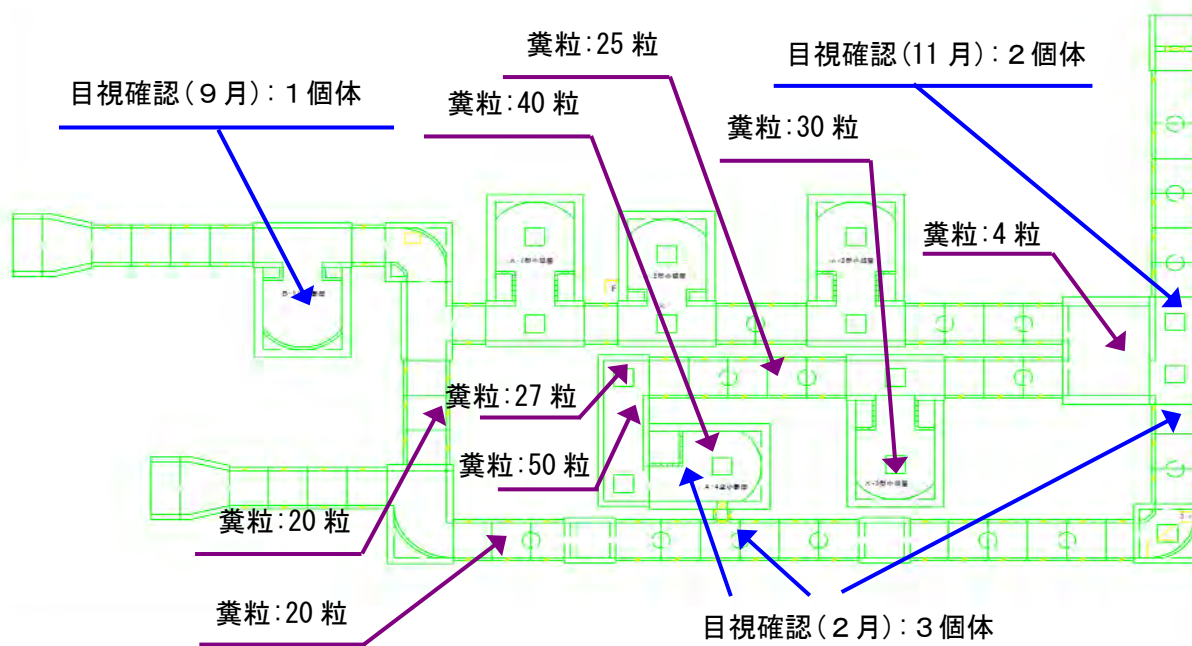 糞粒:25 粒
目視確認(11 月): 2 個体
目視確認(9月): 1 個体
糞粒:40 粒
糞粒:30 粒
糞粒:4 粒
糞粒:27 粒
糞粒:50 粒
糞粒:20 粒
糞粒:20 粒
目視確認(2月): 3 個体